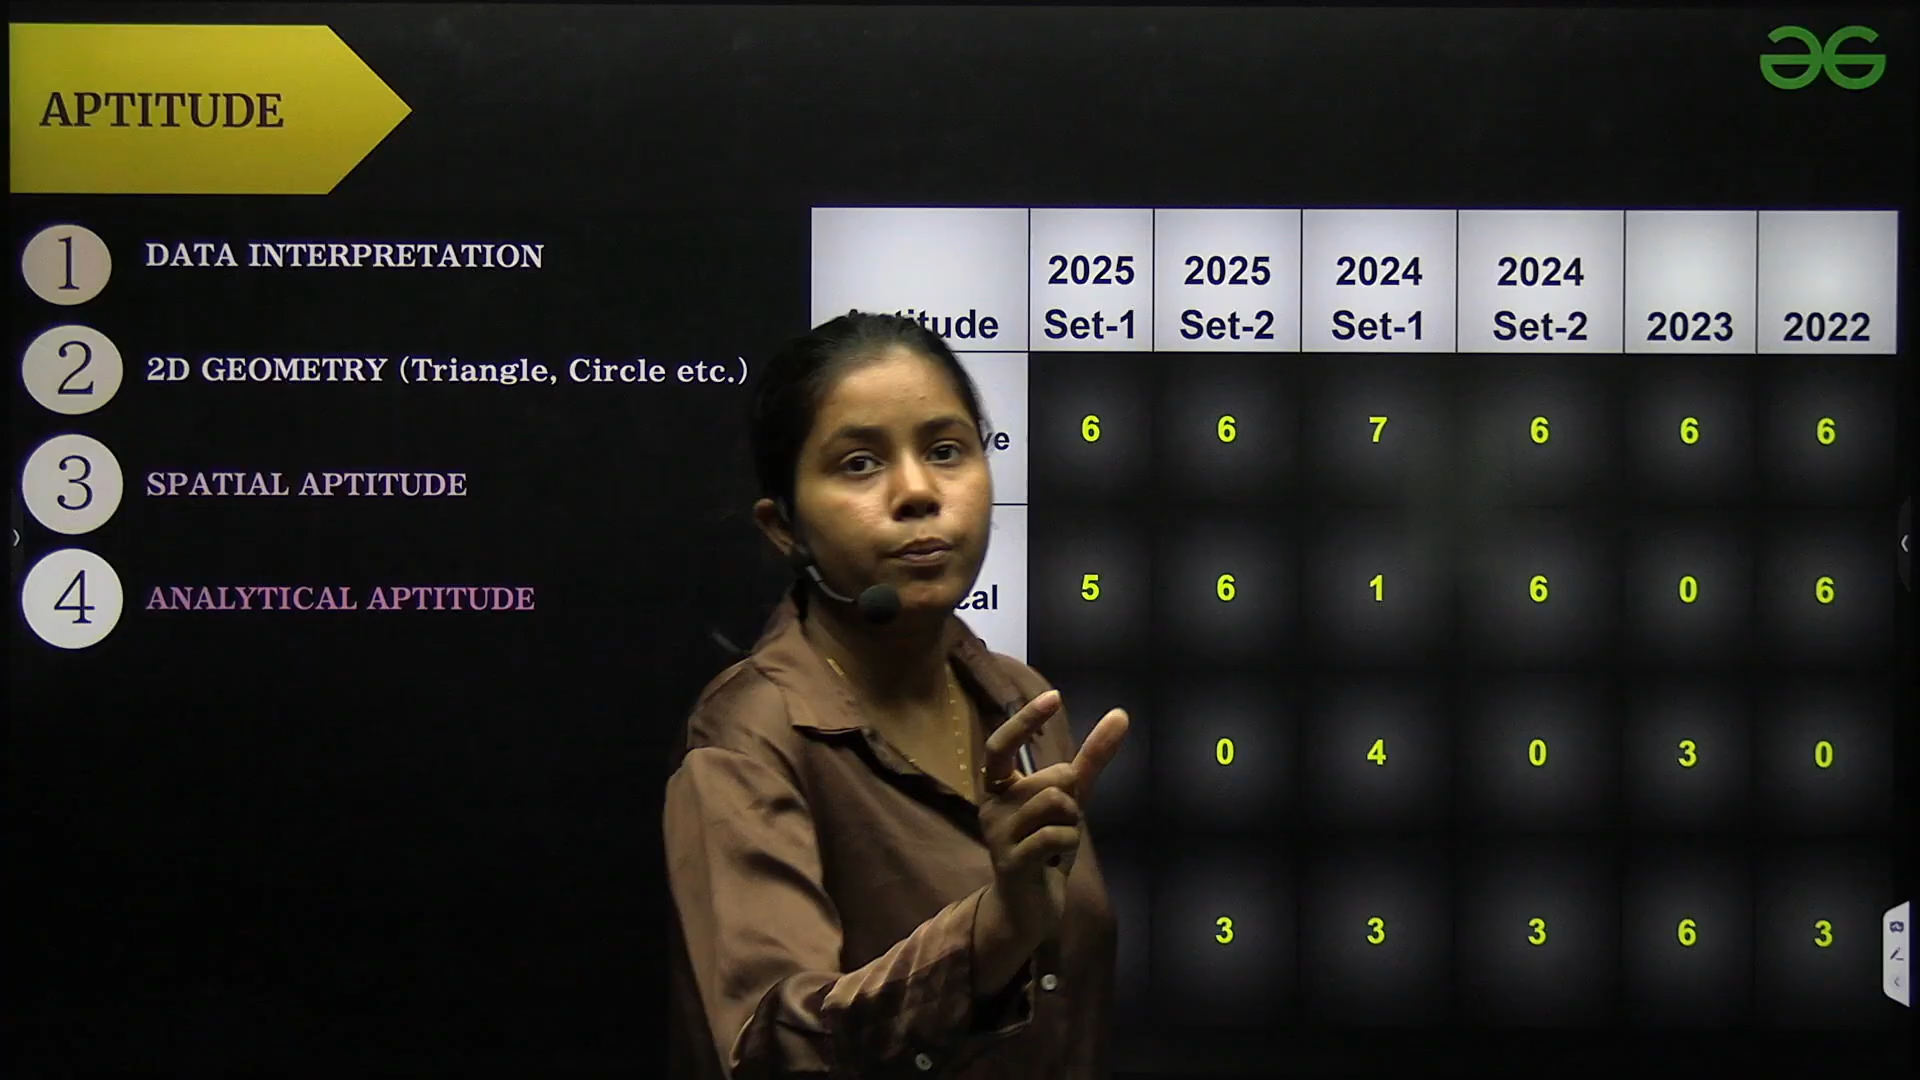 APTITUDE
1 DATA INTERPRETATION
2 2D GEOMETRY (Triangle, Circle etc.)
3 SPATIAL APTITUDE
4 ANALYTICAL APTITUDE
2025 Set-1 2025 Set-2 2024 Set-1 2024 Set-2 2023 2022
6 6 7 6 6 6
5 6 1 6 0 6
0 4 0 3 0
3 3 3 6 3